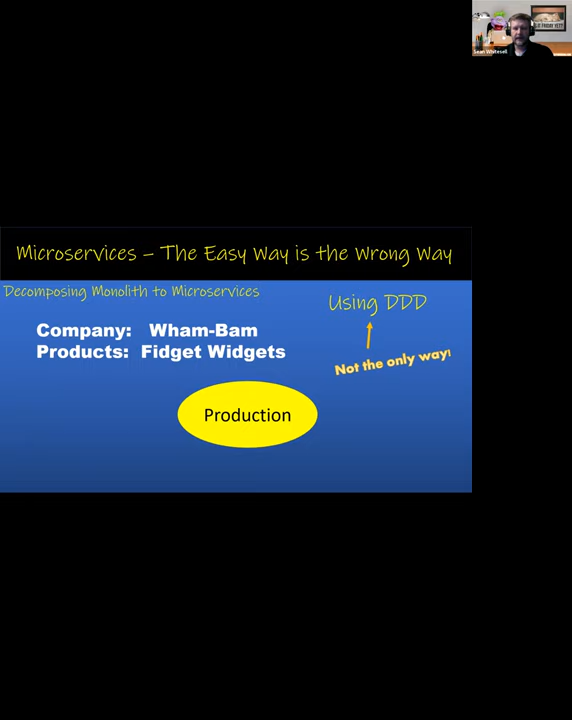 Sean Whitesell
Microservices – The Easy Way is the Wrong Way
Decomposing Monolith to Microservices
Using DDD
Company: Wham-Bam
Products: Fidget Widgets
Not the only way!
Production